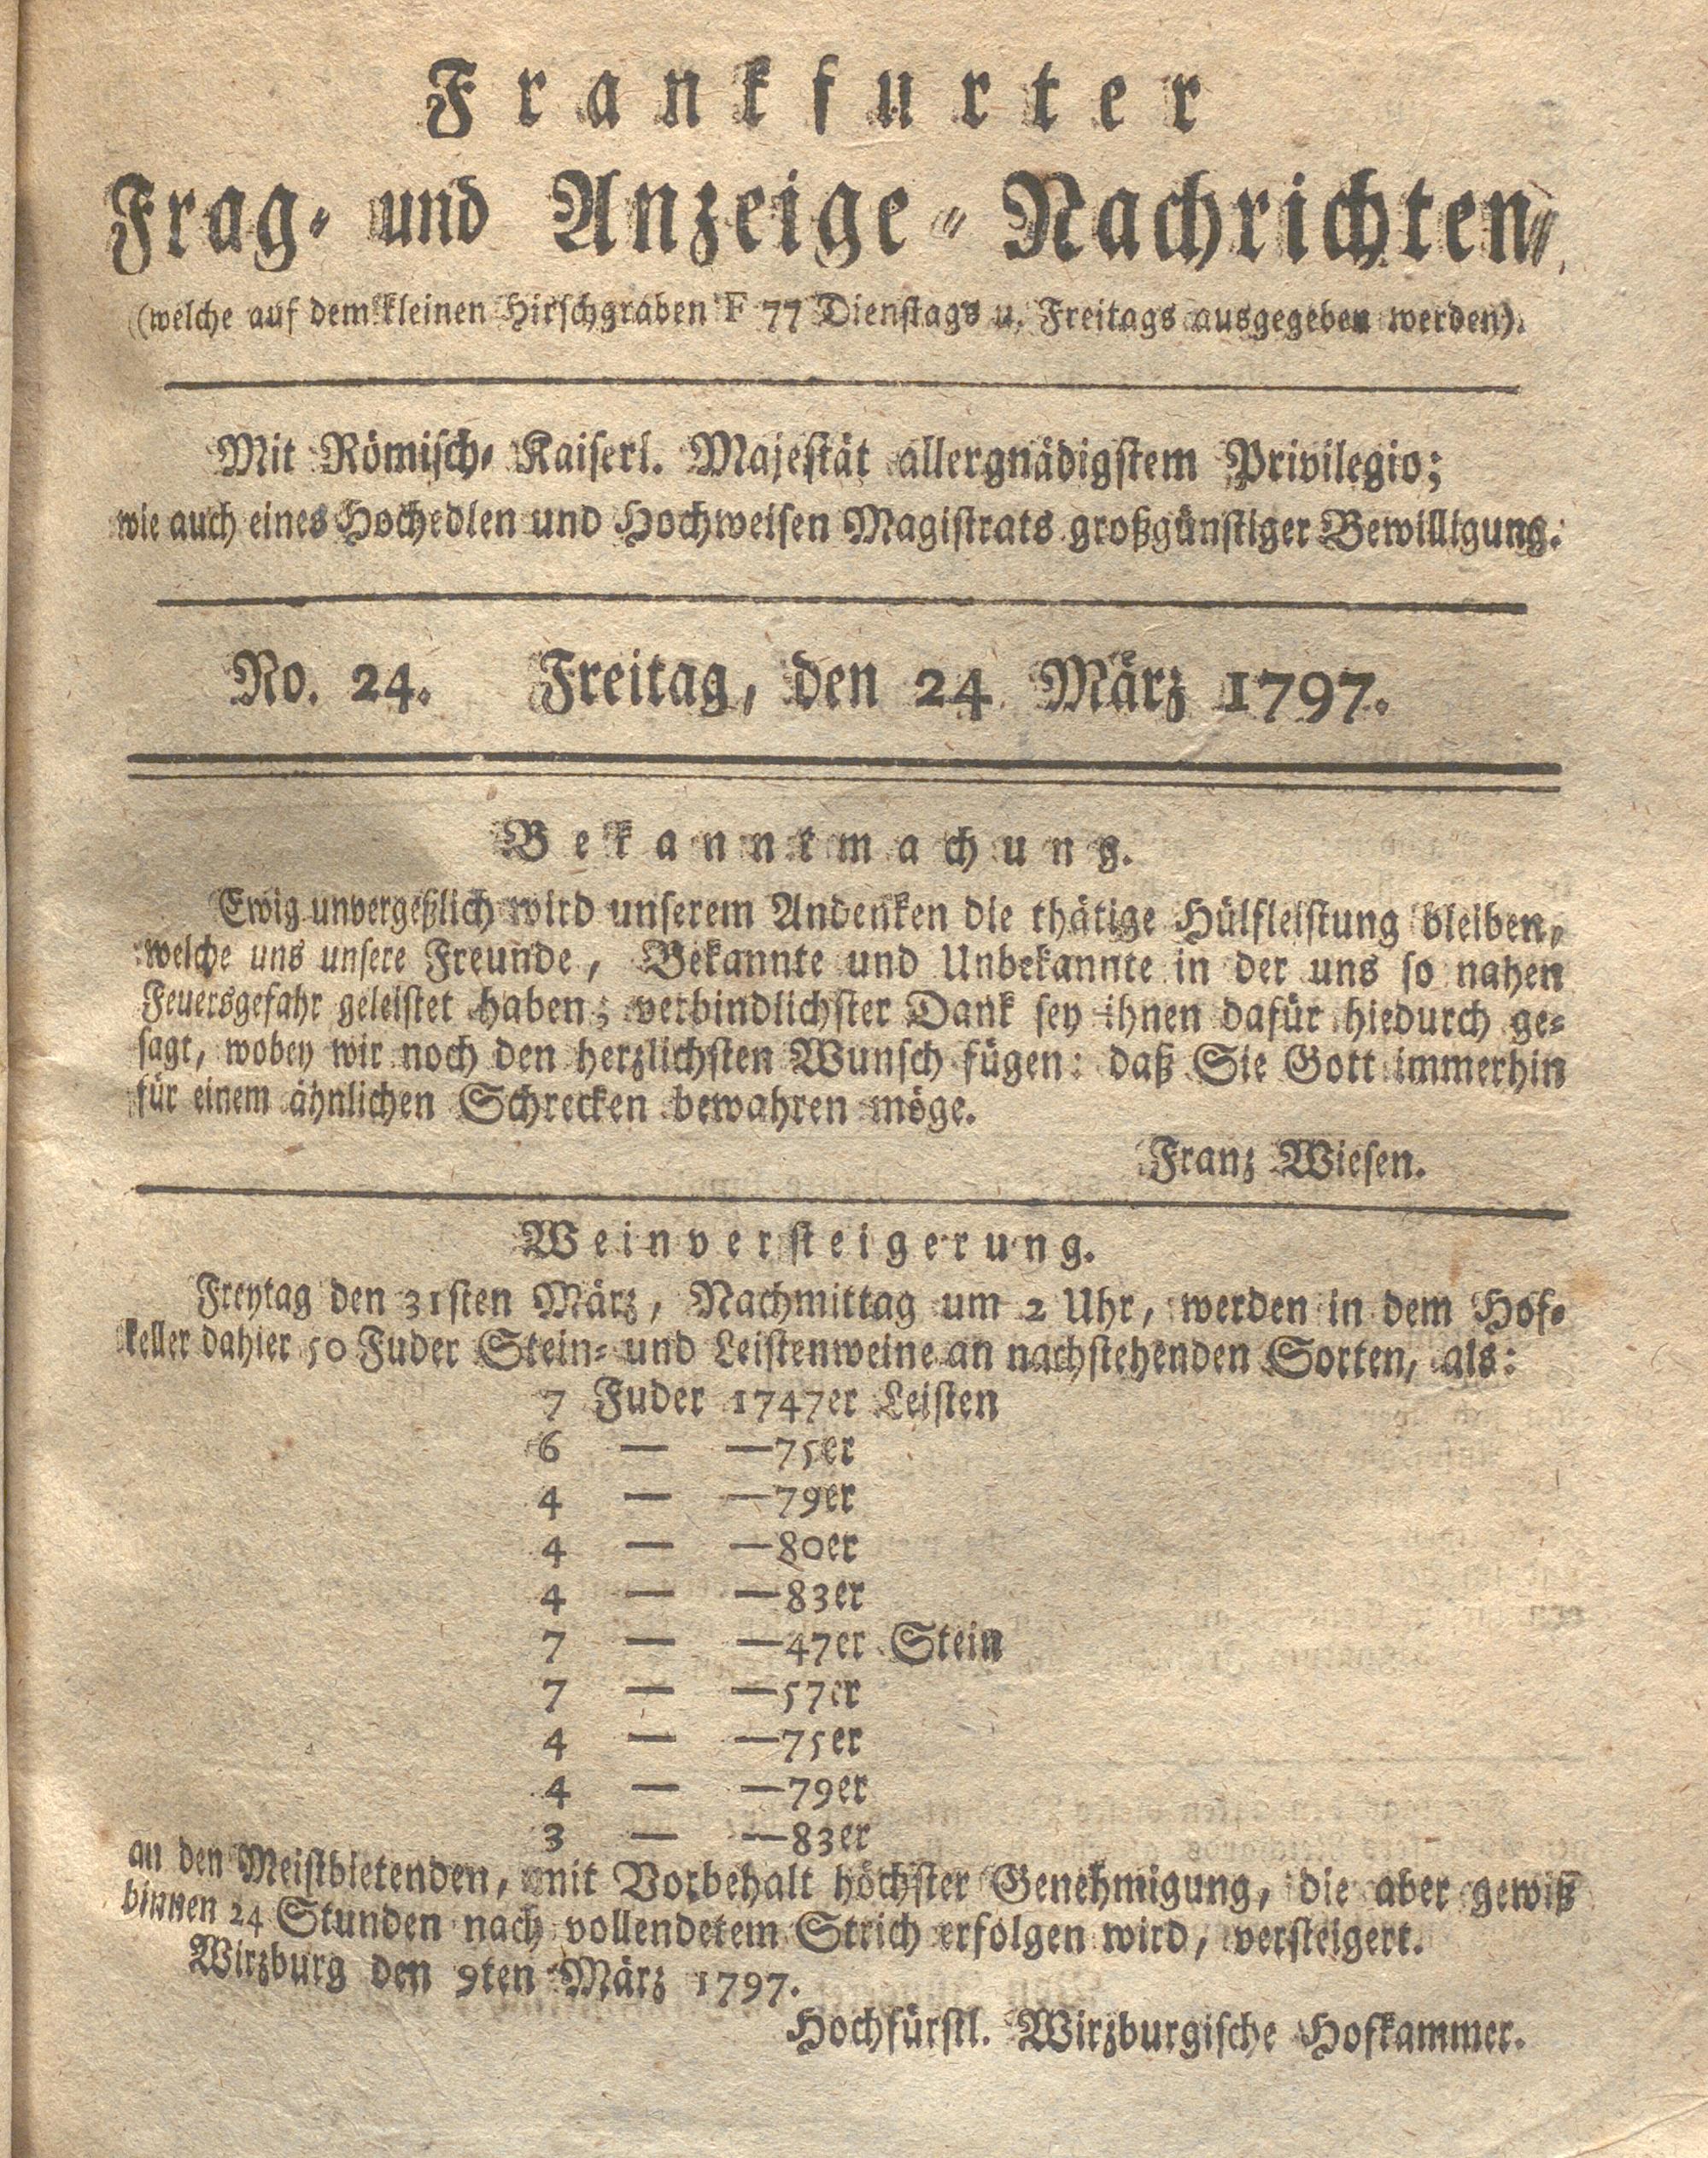 Frankfurter
Frag- und Anzeige-Nachrichten,
(welche auf dem kleinen Hirschgraben F 77 Dienstags u. Freitags ausgegeben werden).
Mit Römisch- Kaiserl. Majestät allergnädigstem Privilegio;
wie auch eines Hochedlen und Hochweisen Magistrats großgünstiger Bewilligung.
No. 24. Freitag, den 24 März 1797.
Bekanntmachung.
Ewig unvergeßlich wird unserem Andenken die thätige Hülfleistung bleiben,
welche uns unsere Freunde, Bekannte und Unbekannte in der uns so nahen
Feuersgefahr geleistet haben; verbindlichster Dank sey ihnen dafür hiedurch ge-
sagt, wobey wir noch den herzlichsten Wunsch fügen: daß Sie Gott immerhin
für einem ähnlichen Schrecken bewahren möge.
Franz Wiesen.
Weinversteigerung.
Freytag den 31sten März, Nachmittag um 2 Uhr, werden in dem Hof-
keller dahier 50 Fuder Stein- und Leistenweine an nachstehenden Sorten, als:
7 Fuder 1747er Leisten
6 — —75er
4 — —79er
4 — —80er
4 — —83er
7 — —47er Stein
7 — —57er
4 — —75er
4 — —79er
3 — —83er
an den Meistbietenden, mit Vorbehalt höchster Genehmigung, die aber gewiß
binnen 24 Stunden nach vollendetem Strich erfolgen wird, versteigert.
Wirzburg den 9ten März 1797.
Hochfürstl. Wirzburgische Hofkammer.